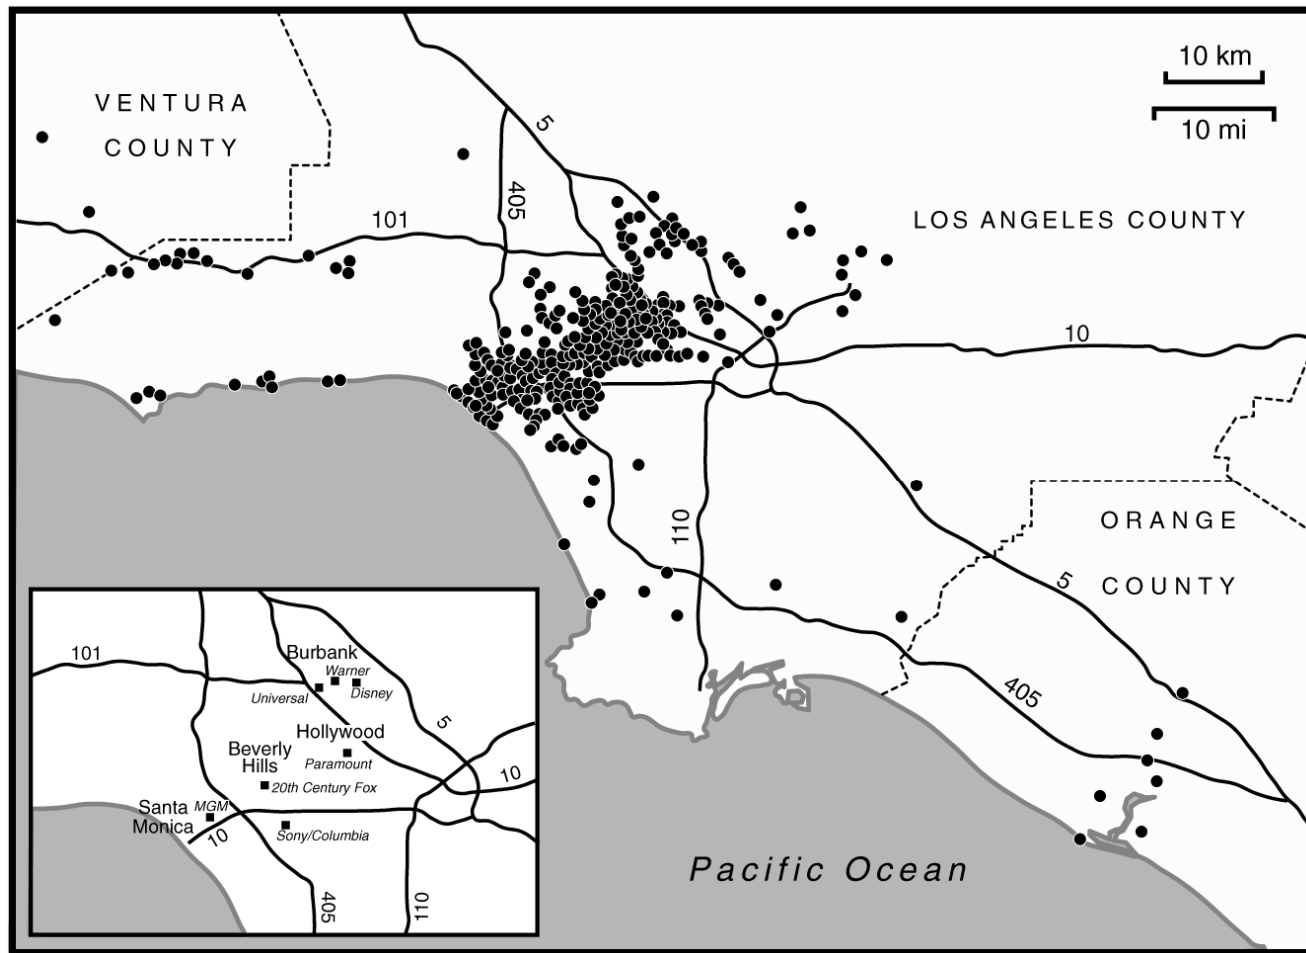 VENTURA
COUNTY
5
10 km
10 mi
405
101
LOS ANGELES COUNTY
10
110
ORANGE
COUNTY
5
405
Pacific Ocean
101
Burbank
Warner
Universal
Disney
5
Hollywood
Beverly
Hills
Paramount
10
20th Century Fox
Santa
Monica
MGM
10
Sony/Columbia
405
110